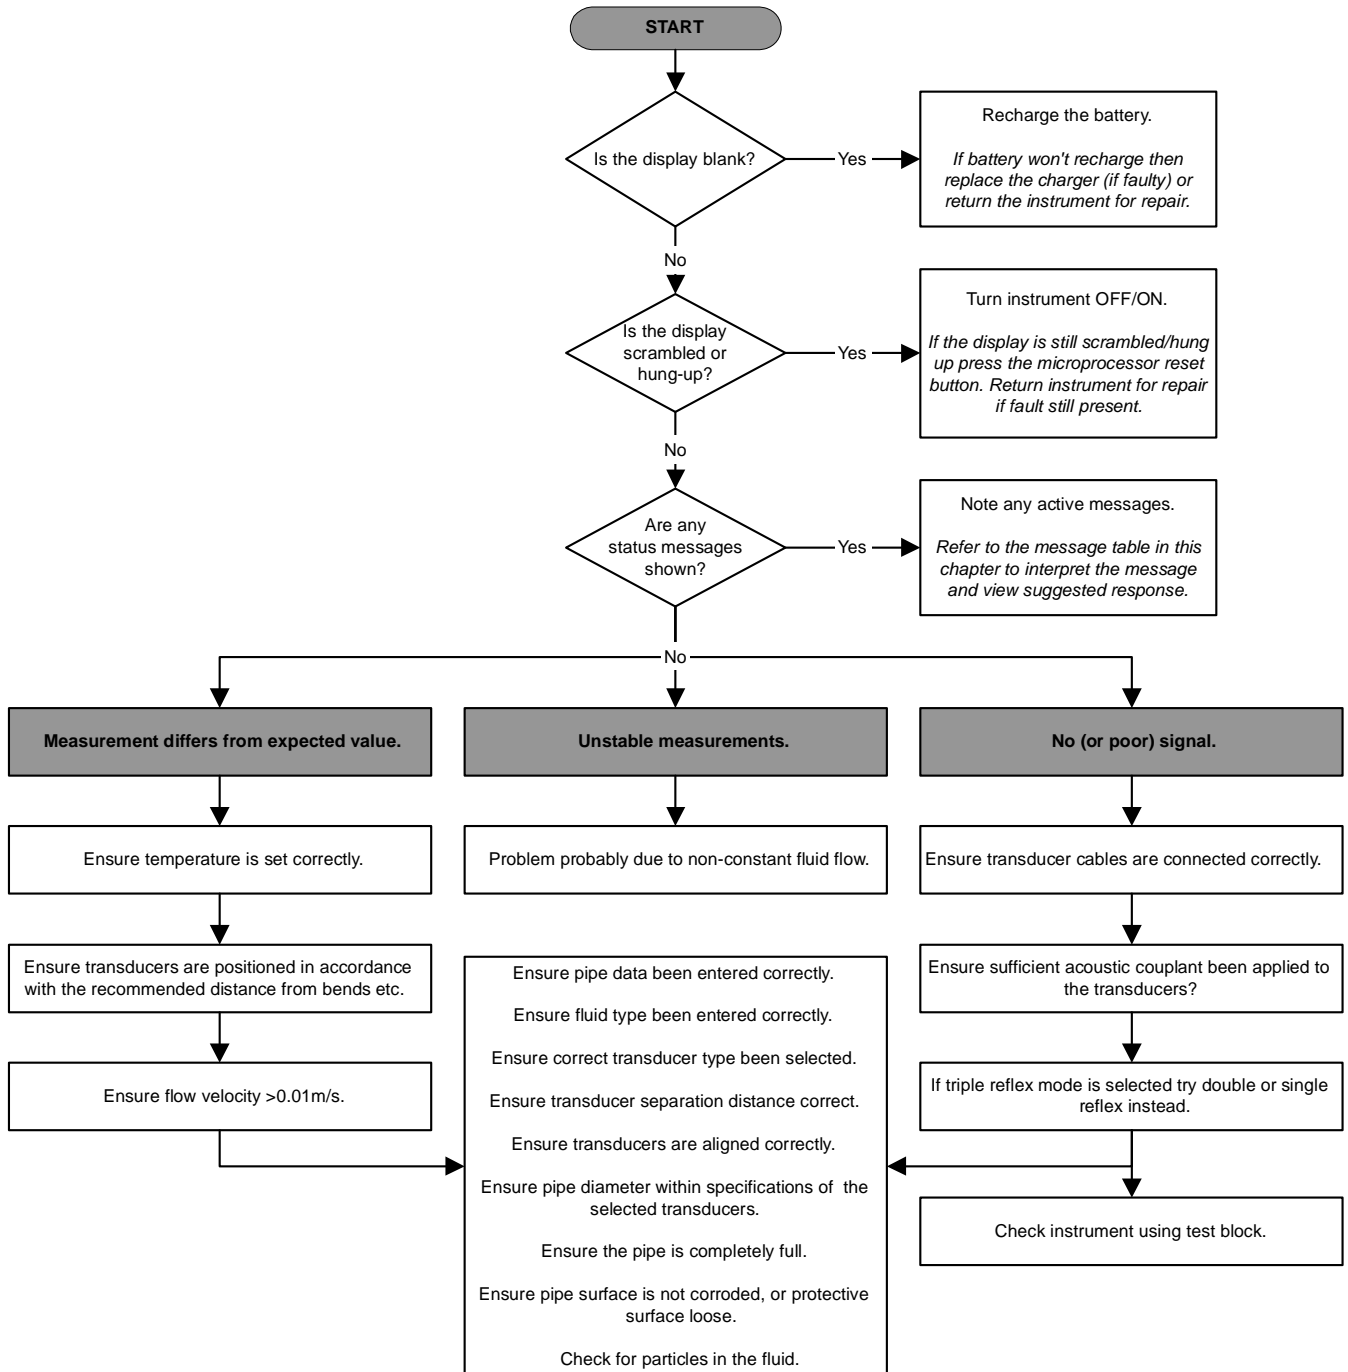 START
Is the display blank?
Yes
Recharge the battery.
If battery won't recharge then
replace the charger (if faulty) or
return the instrument for repair.
No
Is the display
scrambled or
hung-up?
Yes
Turn instrument OFF/ON.
If the display is still scrambled/hung
up press the microprocessor reset
button. Return instrument for repair
if fault still present.
No
Are any
status messages
shown?
Yes
Note any active messages.
Refer to the message table in this
chapter to interpret the message
and view suggested response.
No
Measurement differs from expected value.
Ensure temperature is set correctly.
Ensure transducers are positioned in accordance
with the recommended distance from bends etc.
Ensure flow velocity >0.01m/s.
Unstable measurements.
Problem probably due to non-constant fluid flow.
Ensure pipe data been entered correctly.
Ensure fluid type been entered correctly.
Ensure correct transducer type been selected.
Ensure transducer separation distance correct.
Ensure transducers are aligned correctly.
Ensure pipe diameter within specifications of the
selected transducers.
Ensure the pipe is completely full.
Ensure pipe surface is not corroded, or protective
surface loose.
Check for particles in the fluid.
No (or poor) signal.
Ensure transducer cables are connected correctly.
Ensure sufficient acoustic couplant been applied to
the transducers?
If triple reflex mode is selected try double or single
reflex instead.
Check instrument using test block.